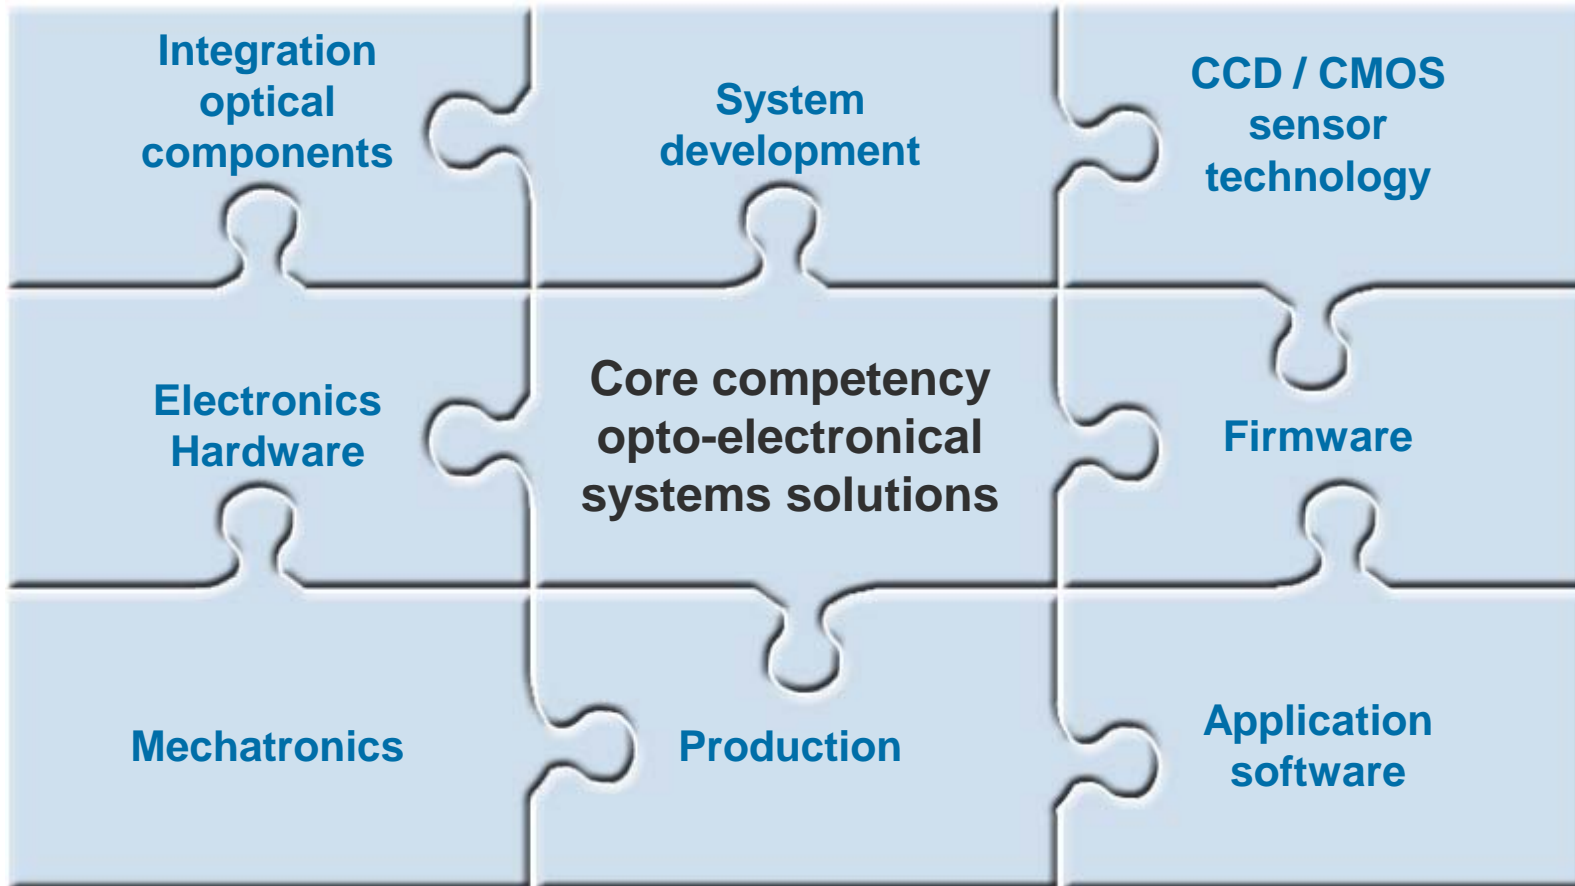 Integration
optical
components
System
development
CCD / CMOS
sensor
technology
Electronics
Hardware
Core competency
opto-electronical
systems solutions
Firmware
Mechatronics
Production
Application
software